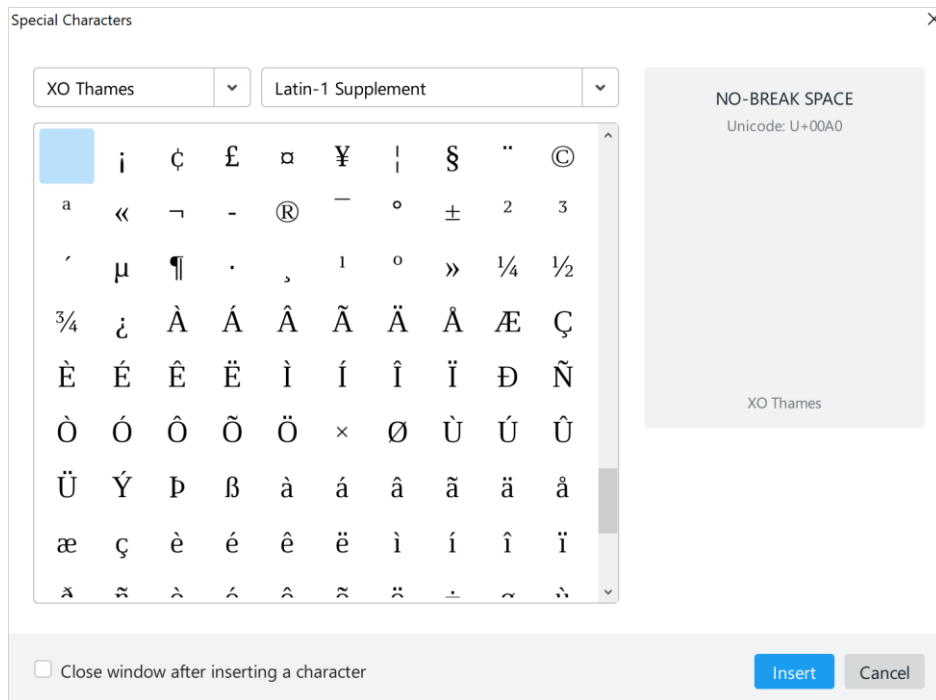 Special Characters
XO Thames
Latin-1 Supplement
NO-BREAK SPACE
Unicode: U+00A0
¡ ¢ £ ¤ ¥ ¦ § ¨ ©
ª « ¬ - ® ¯ ° ± ² ³
´ µ ¶ · ¸ ¹ º » ¼ ½
¾ ¿ À Á Â Ã Ä Å Æ Ç
È É Ê Ë Ì Í Î Ï Ð Ñ
Ò Ó Ô Õ Ö × Ø Ù Ú Û
Ü Ý Þ ß à á â ã ä å
æ ç è é ê ë ì í î ï
XO Thames
Close window after inserting a character
Insert
Cancel